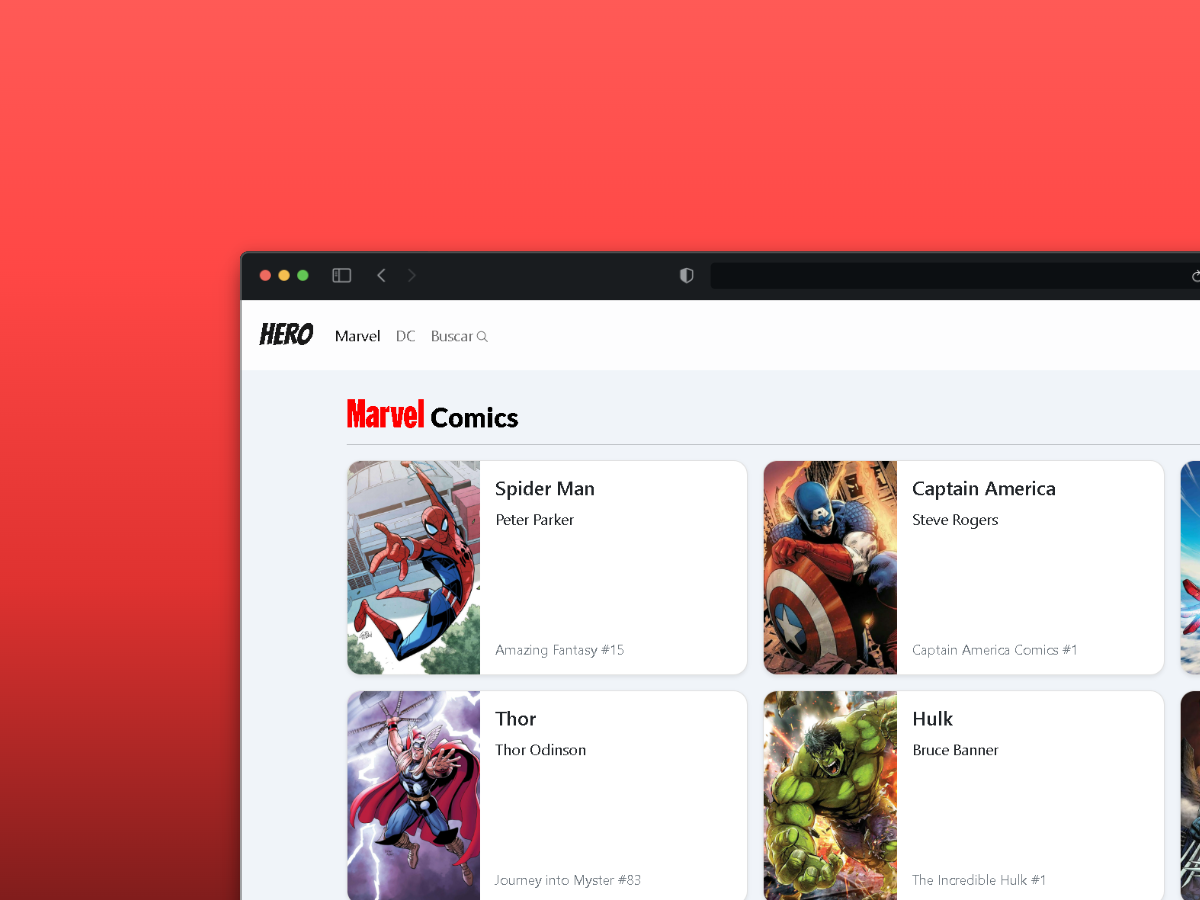 HERO Marvel DC Buscar
Marvel Comics
Spider Man
Peter Parker
Amazing Fantasy #15
Captain America
Steve Rogers
Captain America Comics #1
Thor
Thor Odinson
Journey into Myster #83
Hulk
Bruce Banner
The Incredible Hulk #1